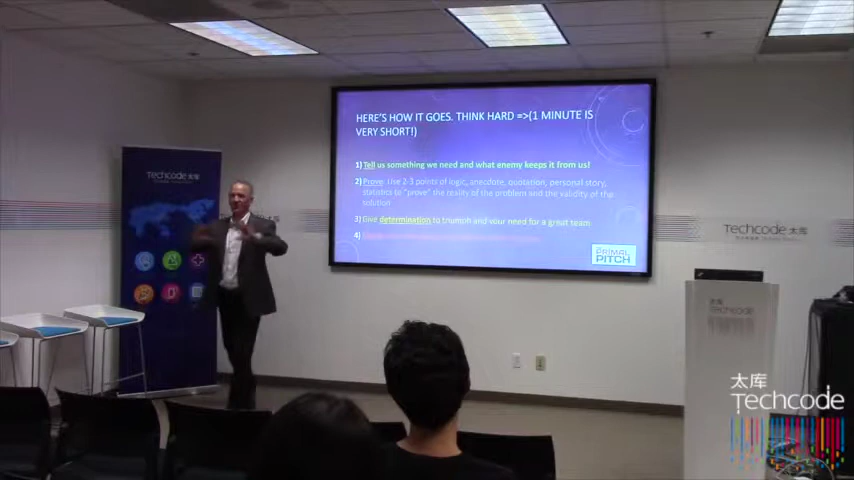 HERE'S HOW IT GOES. THINK HARD =>(1 MINUTE IS
VERY SHORT!)
1) Tell us something we need and what enemy keeps it from us!
2) Prove: Use 2-3 points of logic, anecdote, quotation, personal story,
statistics to "prove" the reality of the problem and the validity of the
solution
3) Give determination to triumph and your need for a great team
4)
PRIMAL
PITCH
Techcode 太库
Techcode 太库
太库
Techcode
太库
Techcode